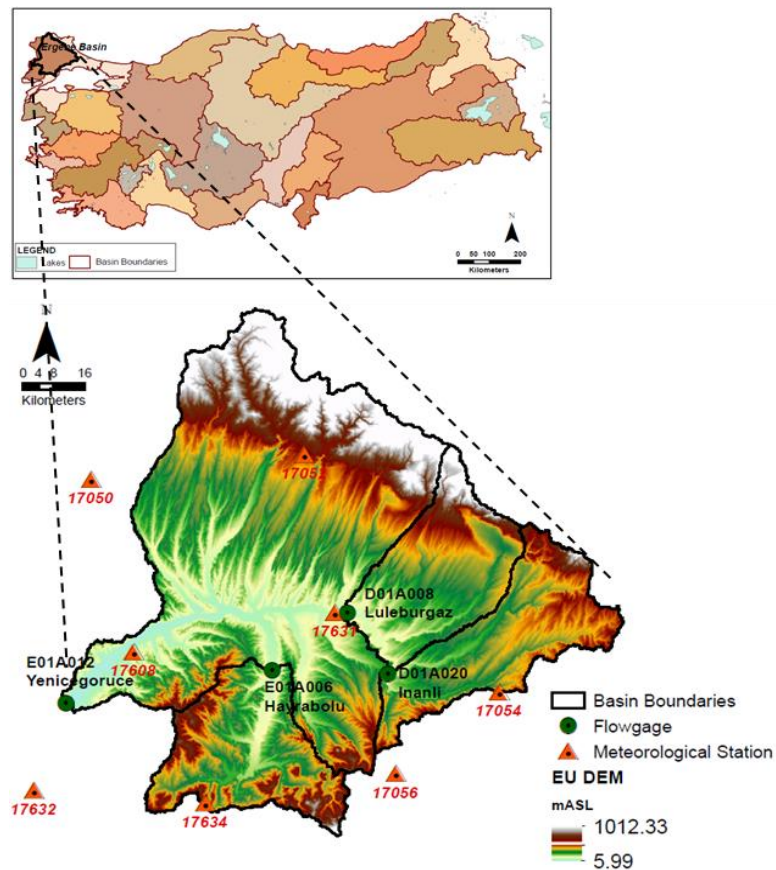 Ergene Basin
LEGEND
Lakes
Basin Boundaries
N
0 50 100 200
Kilometers
N
0 4 8 16
Kilometers
17050
17052
D01A008
Luleburgaz
17631
E01A012
Yenicegoruce
17608
E01A006
Hayrabolu
D01A020
Inanli
17054
17056
17632
17634
Basin Boundaries
Flowgage
Meteorological Station
EU DEM
mASL
1012.33
5.99